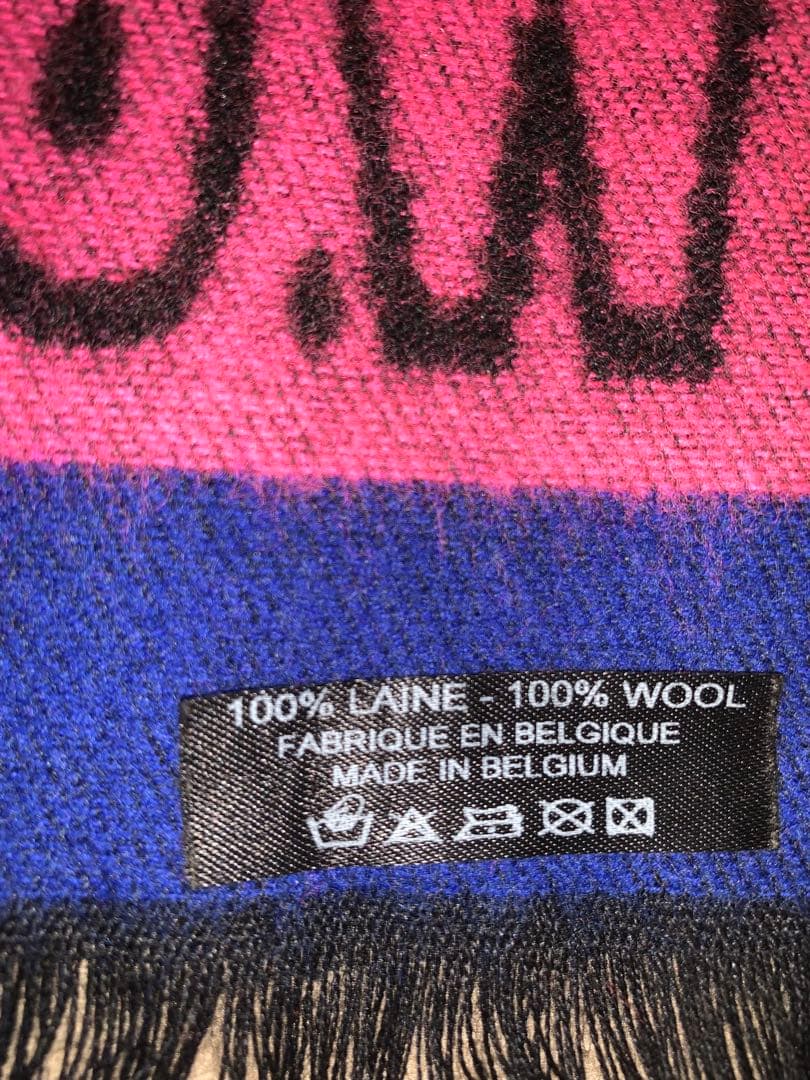 .W
100% LAINE - 100% WOOL
FABRIQUE EN BELGIQUE
MADE IN BELGIUM